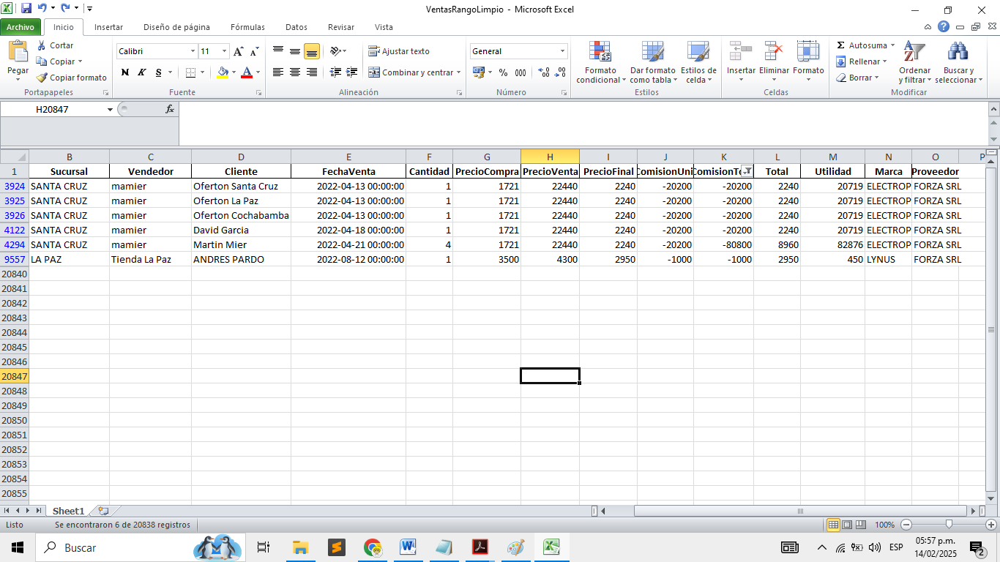 VentasRangoLimpio - Microsoft Excel
Archivo Inicio Insertar Diseño de página Fórmulas Datos Revisar Vista
Pegar Cortar Copiar Copiar formato Portapapeles
Calibri 11 N K S Fuente
Ajustar texto Combinar y centrar Alineación
General % 000 Número
Formato condicional Dar formato como tabla Estilos de celda Estilos
Insertar Eliminar Formato Celdas
Σ Autosuma Rellenar Borrar Ordenar y filtrar Buscar y seleccionar Modificar
H20847 fx
B C D E F G H I J K L M N O P
1 Sucursal Vendedor Cliente FechaVenta Cantidad PrecioCompra PrecioVenta PrecioFinal ComisionUni ComisionTo Total Utilidad Marca Proveedor
3924 SANTA CRUZ mamier Oferton Santa Cruz 2022-04-13 00:00:00 1 1721 22440 2240 -20200 -20200 2240 20719 ELECTROP FORZA SRL
3925 SANTA CRUZ mamier Oferton La Paz 2022-04-13 00:00:00 1 1721 22440 2240 -20200 -20200 2240 20719 ELECTROP FORZA SRL
3926 SANTA CRUZ mamier Oferton Cochabamba 2022-04-13 00:00:00 1 1721 22440 2240 -20200 -20200 2240 20719 ELECTROP FORZA SRL
4122 SANTA CRUZ mamier David Garcia 2022-04-18 00:00:00 1 1721 22440 2240 -20200 -20200 2240 20719 ELECTROP FORZA SRL
4294 SANTA CRUZ mamier Martin Mier 2022-04-21 00:00:00 4 1721 22440 2240 -20200 -80800 8960 82876 ELECTROP FORZA SRL
9557 LA PAZ Tienda La Paz ANDRES PARDO 2022-08-12 00:00:00 1 3500 4300 2950 -1000 -1000 2950 450 LYNUS FORZA SRL
20840
20841
20842
20843
20844
20845
20846
20847
20848
20849
20850
20851
20852
20853
20854
20855
Sheet1
Listo Se encontraron 6 de 20838 registros 100%
Buscar ESP 05:57 p.m.
14/02/2025 2